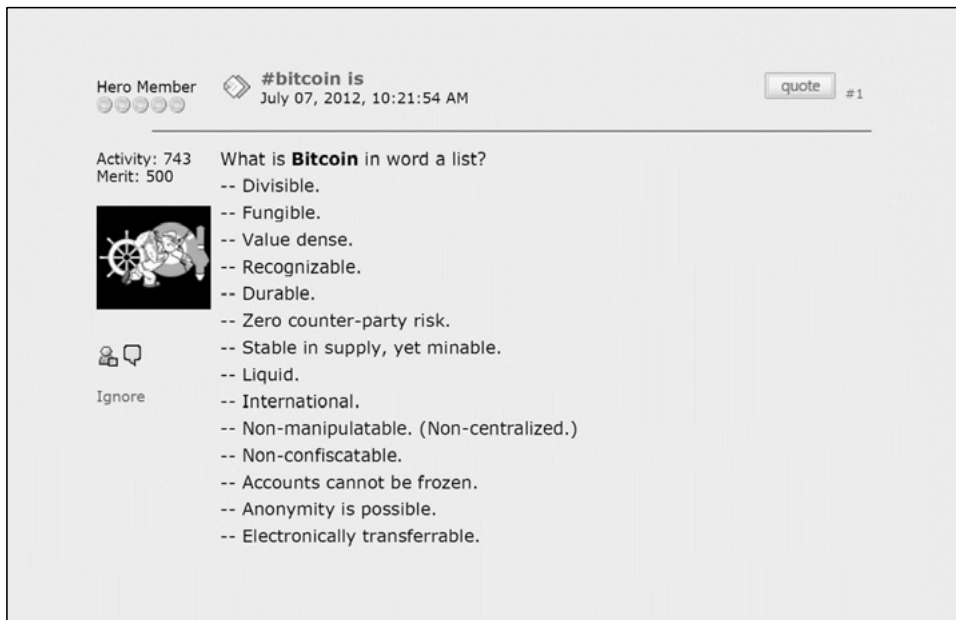 Hero Member
#bitcoin is
July 07, 2012, 10:21:54 AM
quote
#1
Activity: 743
Merit: 500
Ignore
What is Bitcoin in word a list?
-- Divisible.
-- Fungible.
-- Value dense.
-- Recognizable.
-- Durable.
-- Zero counter-party risk.
-- Stable in supply, yet minable.
-- Liquid.
-- International.
-- Non-manipulatable. (Non-centralized.)
-- Non-confiscatable.
-- Accounts cannot be frozen.
-- Anonymity is possible.
-- Electronically transferrable.